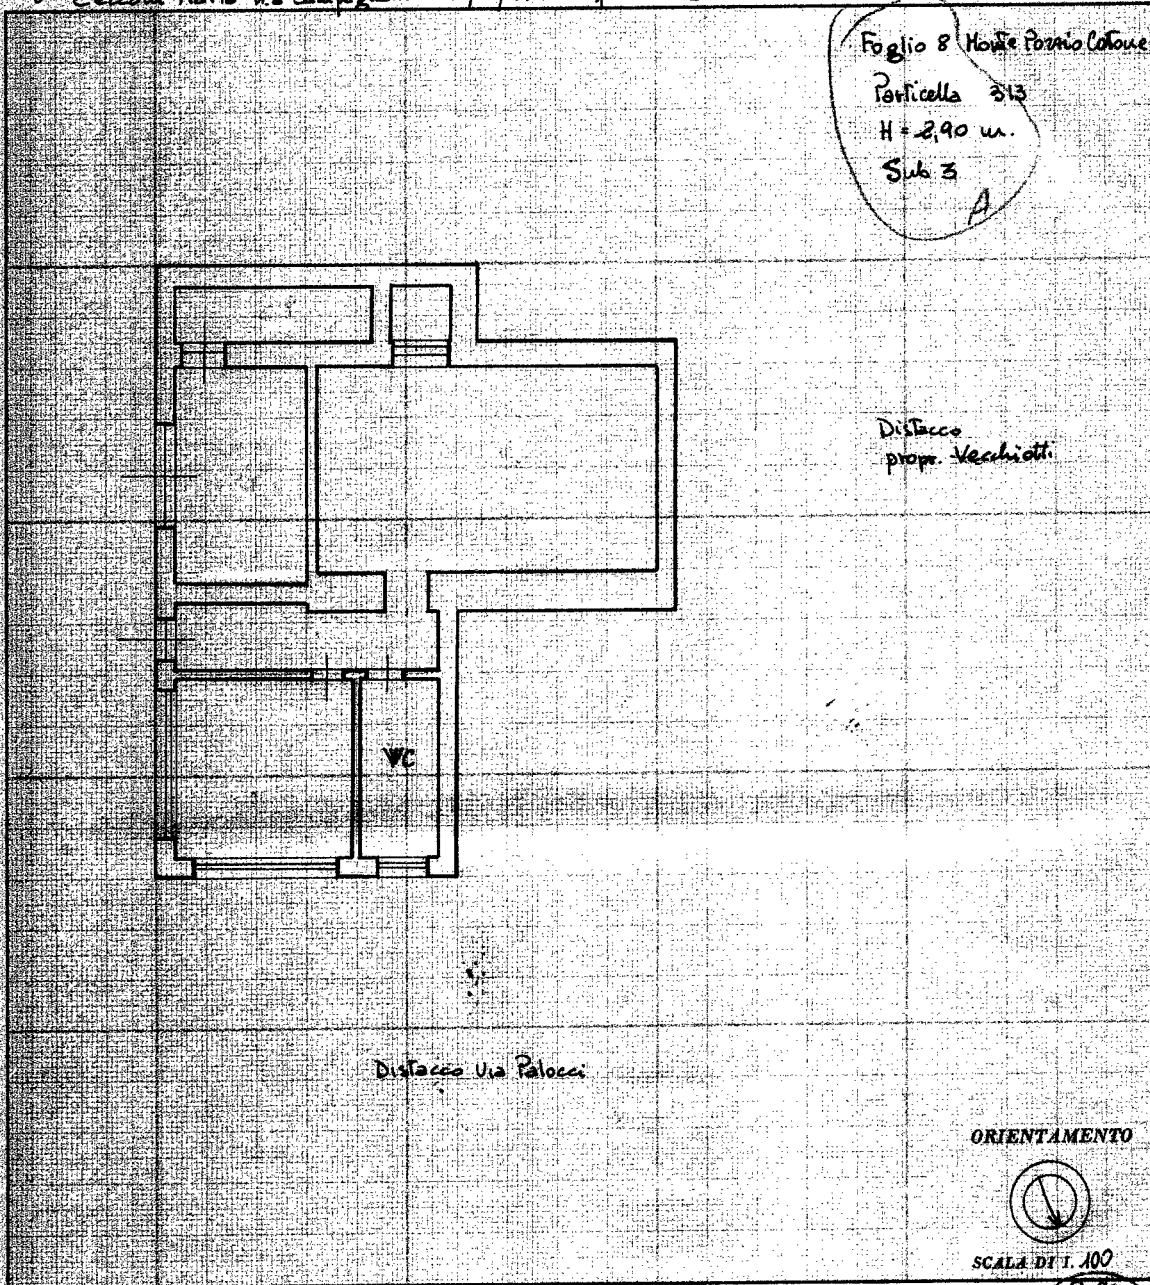 Foglio 8 Monte Porzio Catone
Particella 313
H = 2,90 m.
Sub 3
A
Distacco
propr. Vecchiotti
WC
Distacco Via Palocci
ORIENTAMENTO
SCALA DI 1. 100